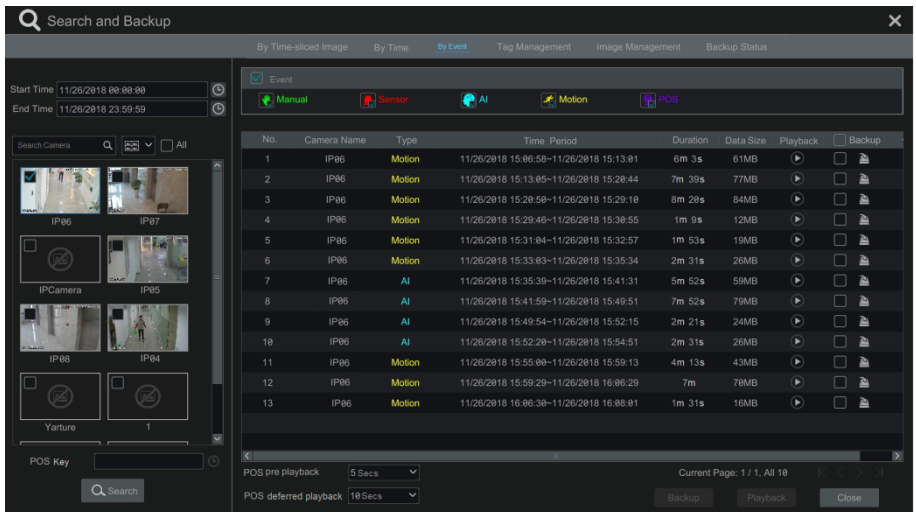 Search and Backup
By Time-sliced Image By Time By Event Tag Management Image Management Backup Status
Start Time 11/26/2018 00:00:00
End Time 11/26/2018 23:59:59
Search Camera All
IP06 IP07
IPCamera IP05
IP08 IP04
Yarture 1
POS Key
Search
Event
Manual Sensor AI Motion POS
No. Camera Name Type Time Period Duration Data Size Playback Backup
1 IP06 Motion 11/26/2018 15:06:58~11/26/2018 15:13:01 6m 3s 61MB
2 IP06 Motion 11/26/2018 15:13:05~11/26/2018 15:20:44 7m 39s 77MB
3 IP06 Motion 11/26/2018 15:20:50~11/26/2018 15:29:10 8m 20s 84MB
4 IP06 Motion 11/26/2018 15:29:46~11/26/2018 15:30:55 1m 9s 12MB
5 IP06 Motion 11/26/2018 15:31:04~11/26/2018 15:32:57 1m 53s 19MB
6 IP06 Motion 11/26/2018 15:33:03~11/26/2018 15:35:34 2m 31s 26MB
7 IP06 AI 11/26/2018 15:35:39~11/26/2018 15:41:31 5m 52s 59MB
8 IP06 AI 11/26/2018 15:41:59~11/26/2018 15:49:51 7m 52s 79MB
9 IP06 AI 11/26/2018 15:49:54~11/26/2018 15:52:15 2m 21s 24MB
10 IP06 AI 11/26/2018 15:52:20~11/26/2018 15:54:51 2m 31s 26MB
11 IP06 Motion 11/26/2018 15:55:00~11/26/2018 15:59:13 4m 13s 43MB
12 IP06 Motion 11/26/2018 15:59:29~11/26/2018 16:06:29 7m 70MB
13 IP06 Motion 11/26/2018 16:06:30~11/26/2018 16:08:01 1m 31s 16MB
POS pre playback 5 Secs Current Page: 1 / 1, All 10
POS deferred playback 10Secs Backup Playback Close